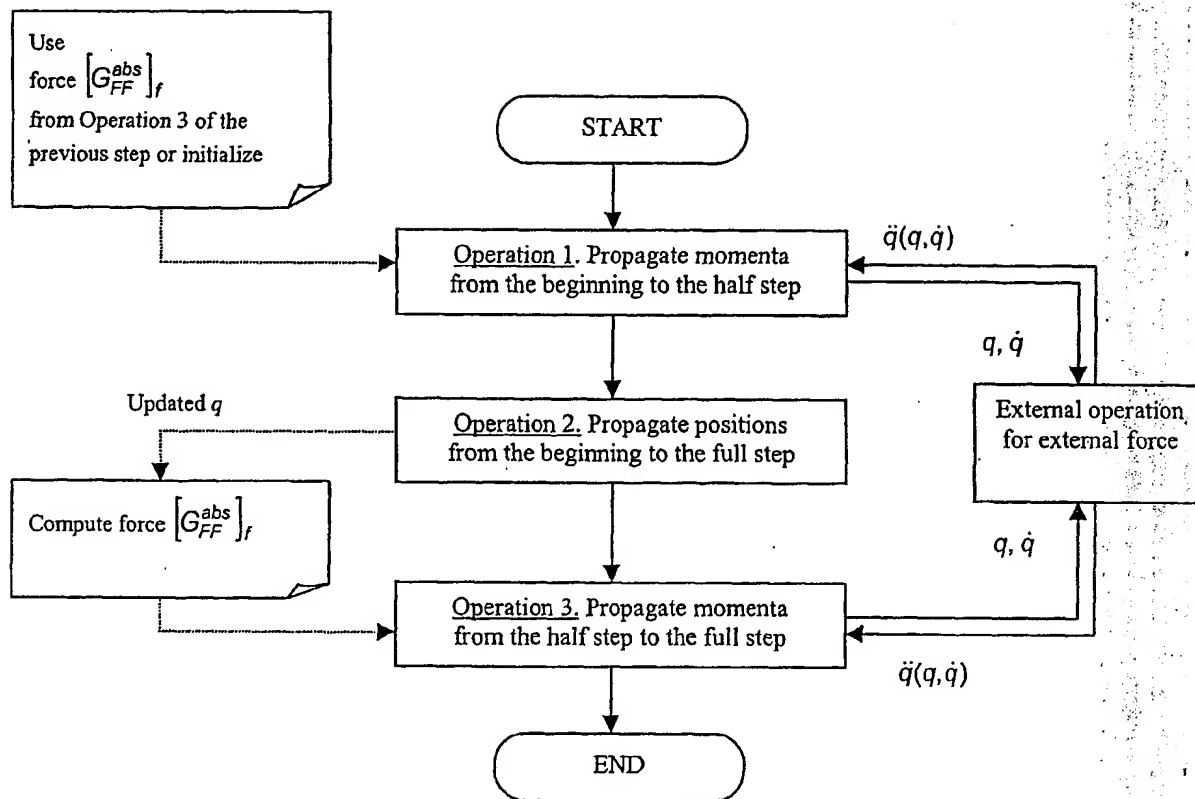 Use
force [G_FF^abs]_f
from Operation 3 of the
previous step or initialize
START
q̈(q,q̇)
Operation 1. Propagate momenta
from the beginning to the half step
q, q̇
Updated q
Operation 2. Propagate positions
from the beginning to the full step
External operation
for external force
Compute force [G_FF^abs]_f
q, q̇
Operation 3. Propagate momenta
from the half step to the full step
q̈(q,q̇)
END